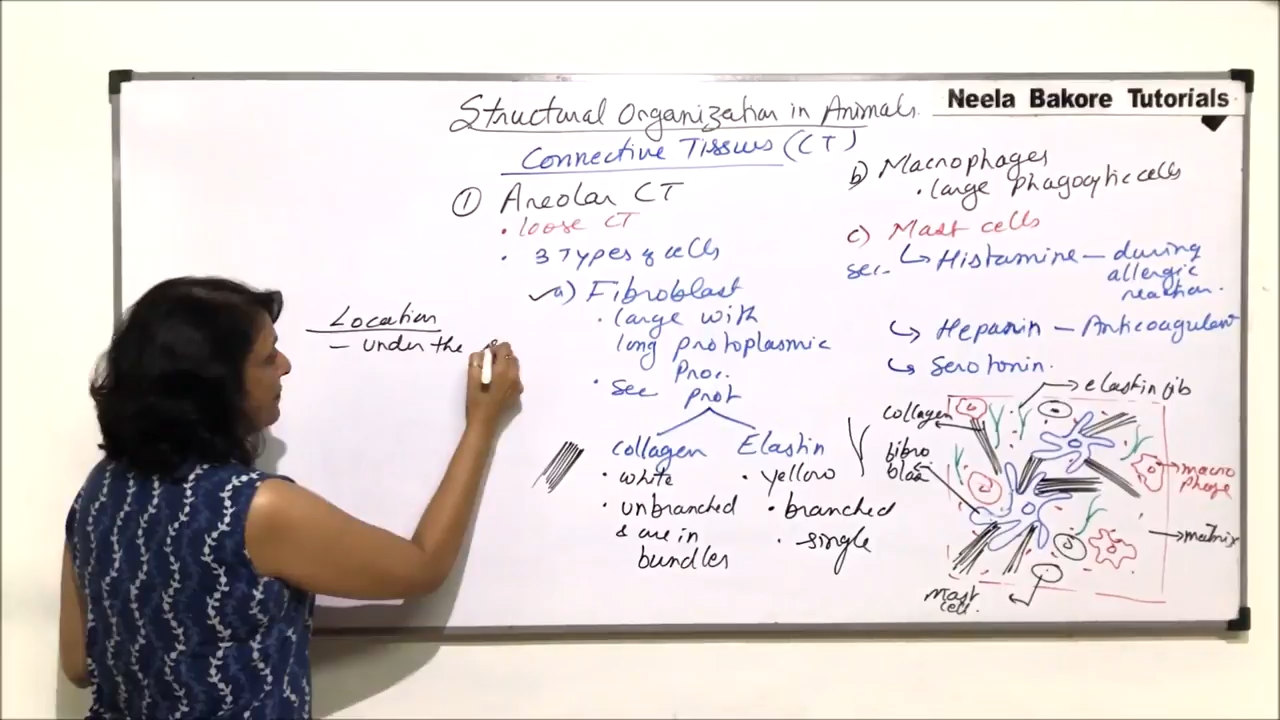 Structural Organization in Animals.
Neela Bakore Tutorials
Connective Tissues (CT)
① Areolar CT
• loose CT
• 3 Types of cells
✓a) Fibroblast
• large with
long protoplasmic
Proc.
• sec Prot
collagen
• white
• unbranched
& are in
bundles
Elastin
• yellow
• branched
• single
b) Macrophages
• large Phagocytic cells
c) Mast cells
sec. ↳ Histamine — during
allergic
reaction.
↳ Heparin — Anticoagulant
↳ Serotonin.
elastin fib
collagen
fibro
blas
macro
phage
matrix
Mast
cell.
Location
— under the